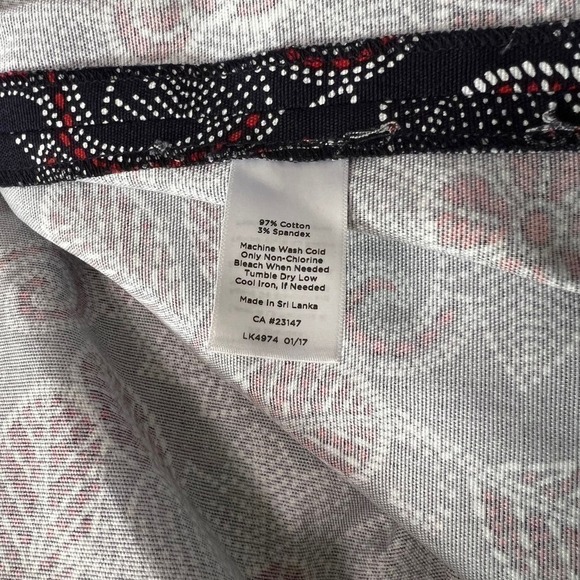 97% Cotton
3% Spandex
Machine Wash Cold
Only Non-Chlorine
Bleach When Needed
Tumble Dry Low
Cool Iron, If Needed
Made In Sri Lanka
CA #23147
LK4974 01/17